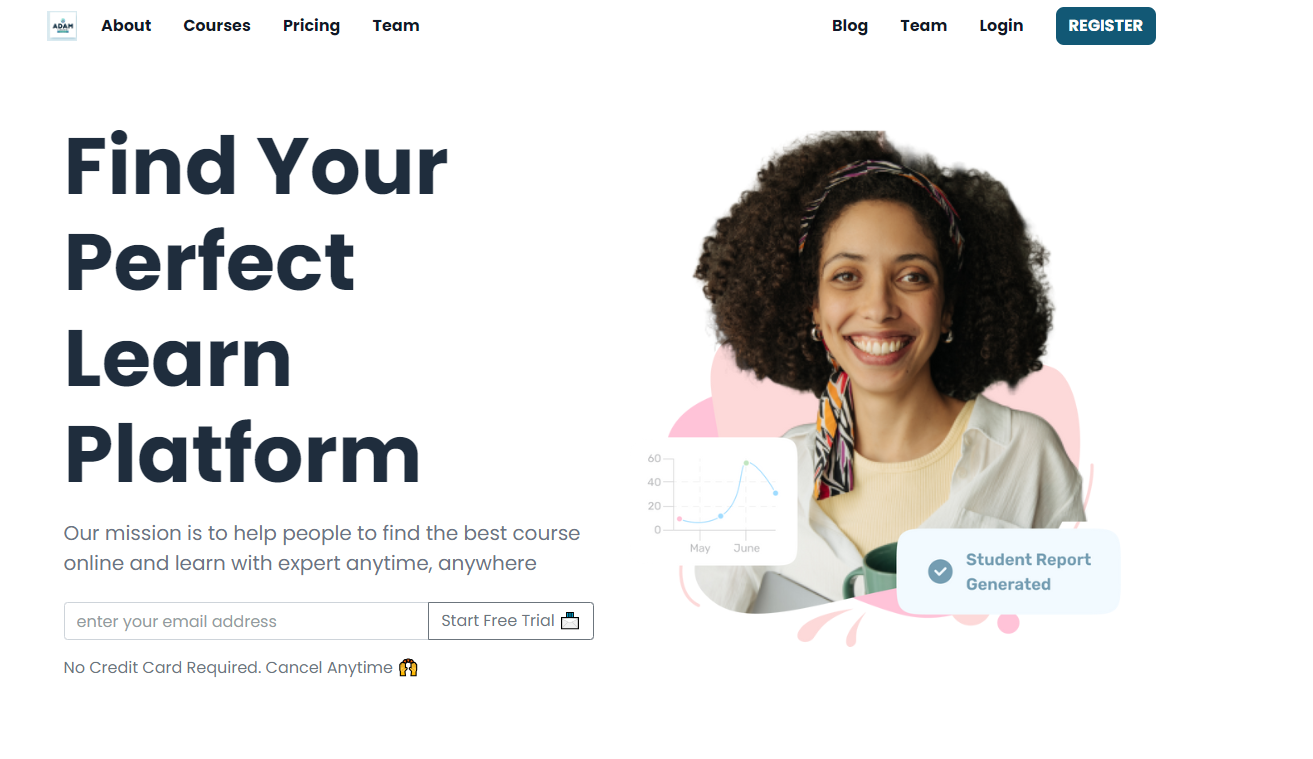 ADAM
About Courses Pricing Team
Blog Team Login REGISTER
Find Your
Perfect
Learn
Platform
Our mission is to help people to find the best course
online and learn with expert anytime, anywhere
enter your email address
Start Free Trial
No Credit Card Required. Cancel Anytime
60
40
20
0
May June
Student Report
Generated